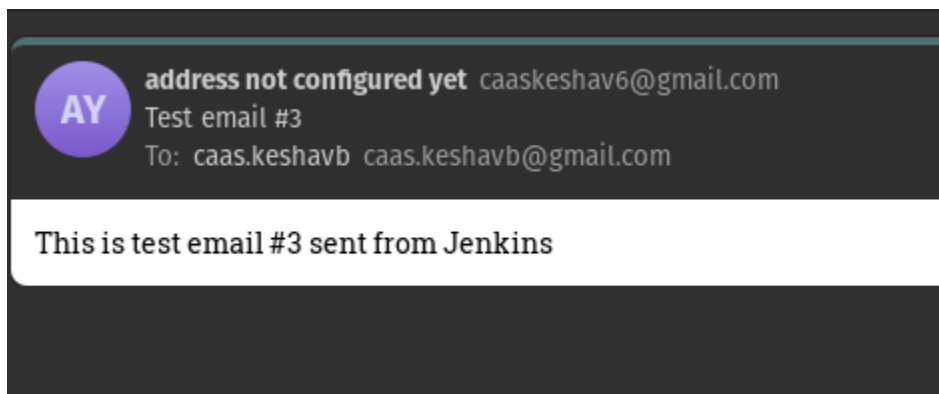 AY
address not configured yet caaskeshav6@gmail.com
Test email #3
To: caas.keshavb caas.keshavb@gmail.com
This is test email #3 sent from Jenkins